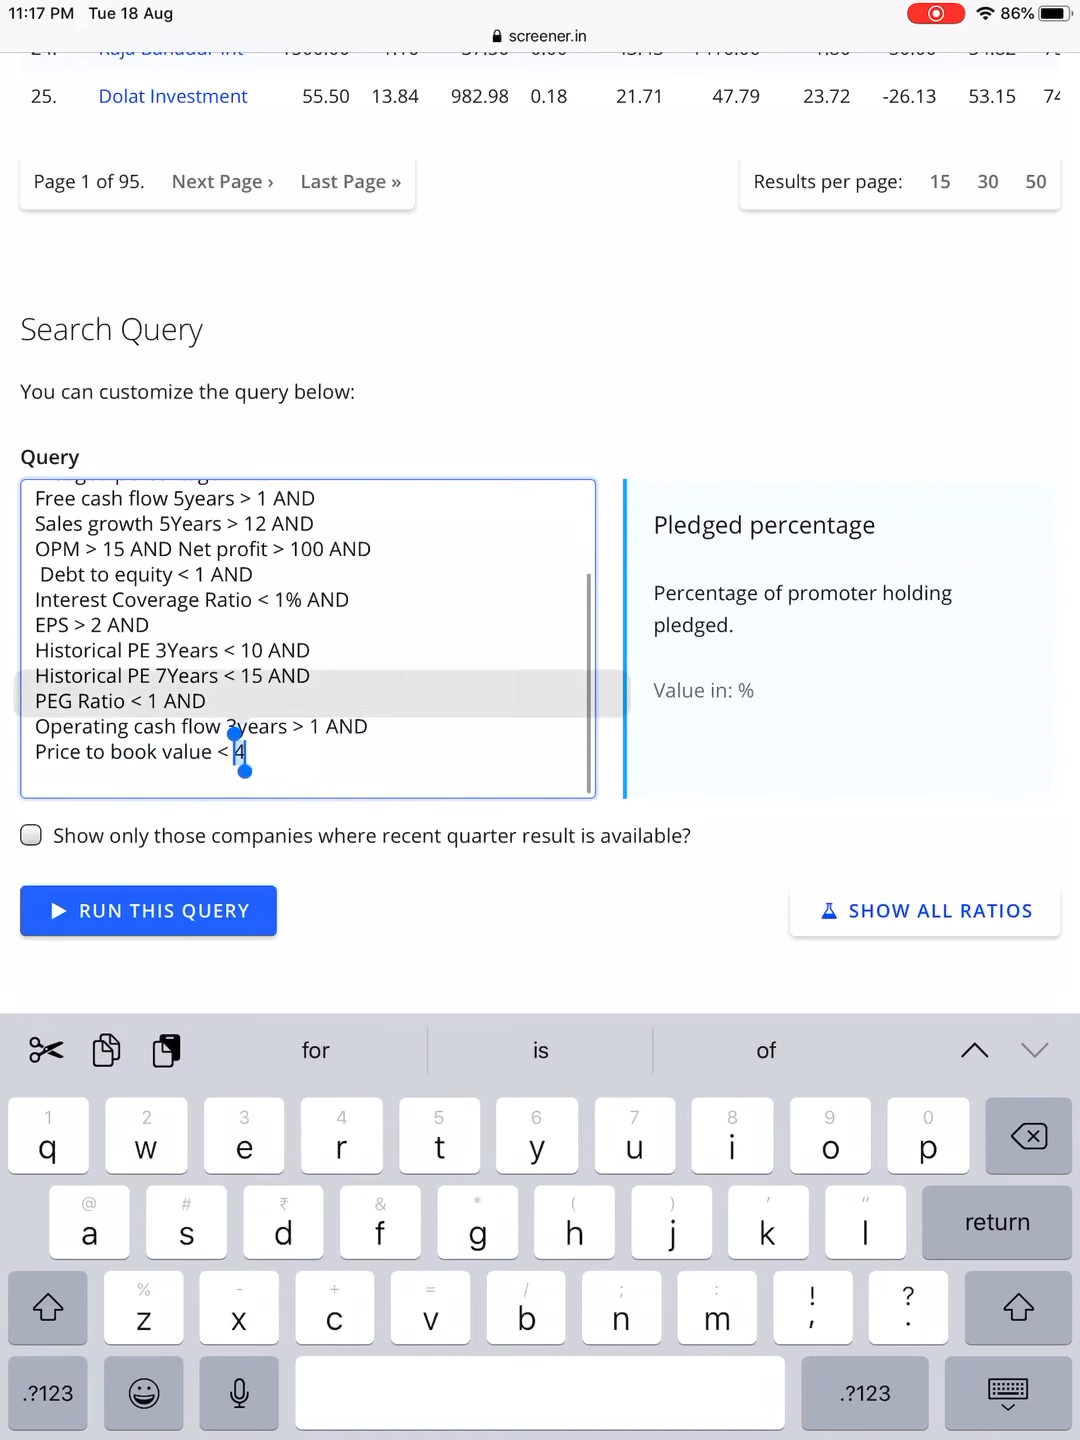 11:17 PM Tue 18 Aug 86%
screener.in
25. Dolat Investment 55.50 13.84 982.98 0.18 21.71 47.79 23.72 -26.13 53.15
Page 1 of 95. Next Page › Last Page » Results per page: 15 30 50
Search Query
You can customize the query below:
Query
Free cash flow 5years > 1 AND
Sales growth 5Years > 12 AND
OPM > 15 AND Net profit > 100 AND
Debt to equity < 1 AND
Interest Coverage Ratio < 1% AND
EPS > 2 AND
Historical PE 3Years < 10 AND
Historical PE 7Years < 15 AND
PEG Ratio < 1 AND
Operating cash flow 3years > 1 AND
Price to book value < 4
Pledged percentage
Percentage of promoter holding
pledged.
Value in: %
Show only those companies where recent quarter result is available?
RUN THIS QUERY SHOW ALL RATIOS
for is of
1 2 3 4 5 6 7 8 9 0
q w e r t y u i o p
@ # ₹ & * ( ) ' "
a s d f g h j k l return
% - + = / ; : ! ?
z x c v b n m , .
.?123 .?123